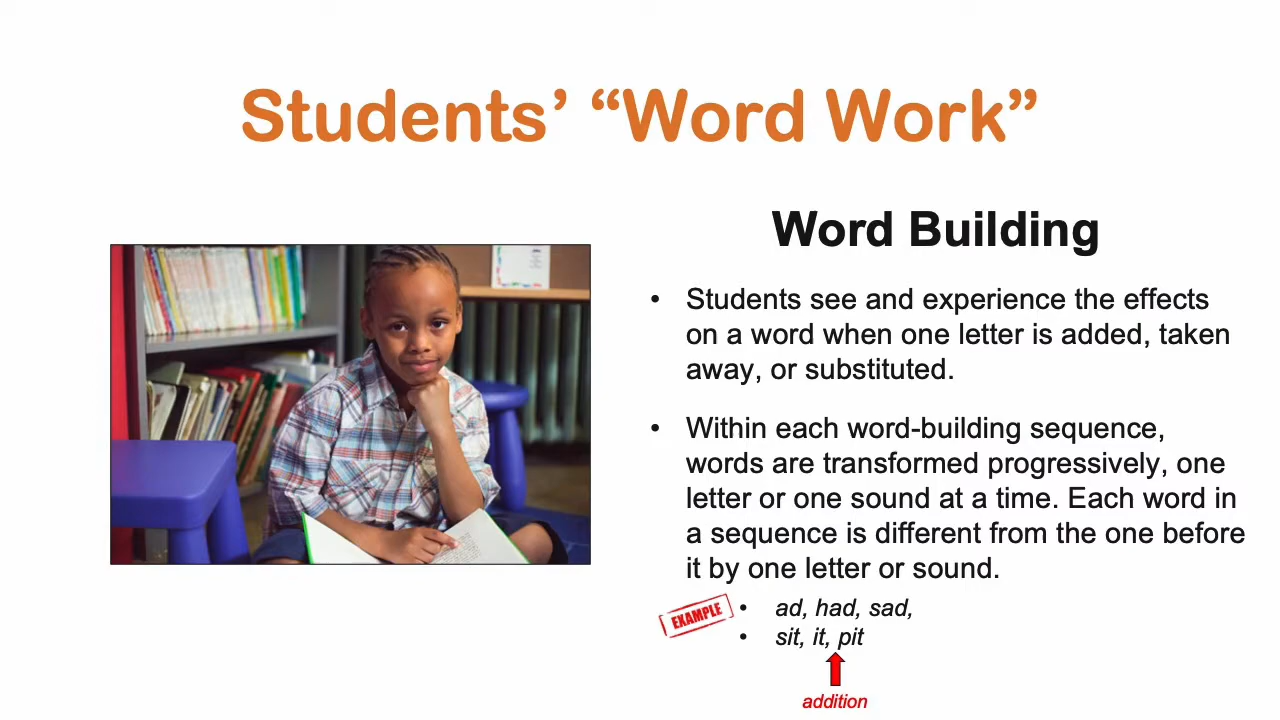 Students’ “Word Work”
Word Building
• Students see and experience the effects
on a word when one letter is added, taken
away, or substituted.
• Within each word-building sequence,
words are transformed progressively, one
letter or one sound at a time. Each word in
a sequence is different from the one before
it by one letter or sound.
EXAMPLE
• ad, had, sad,
• sit, it, pit
addition